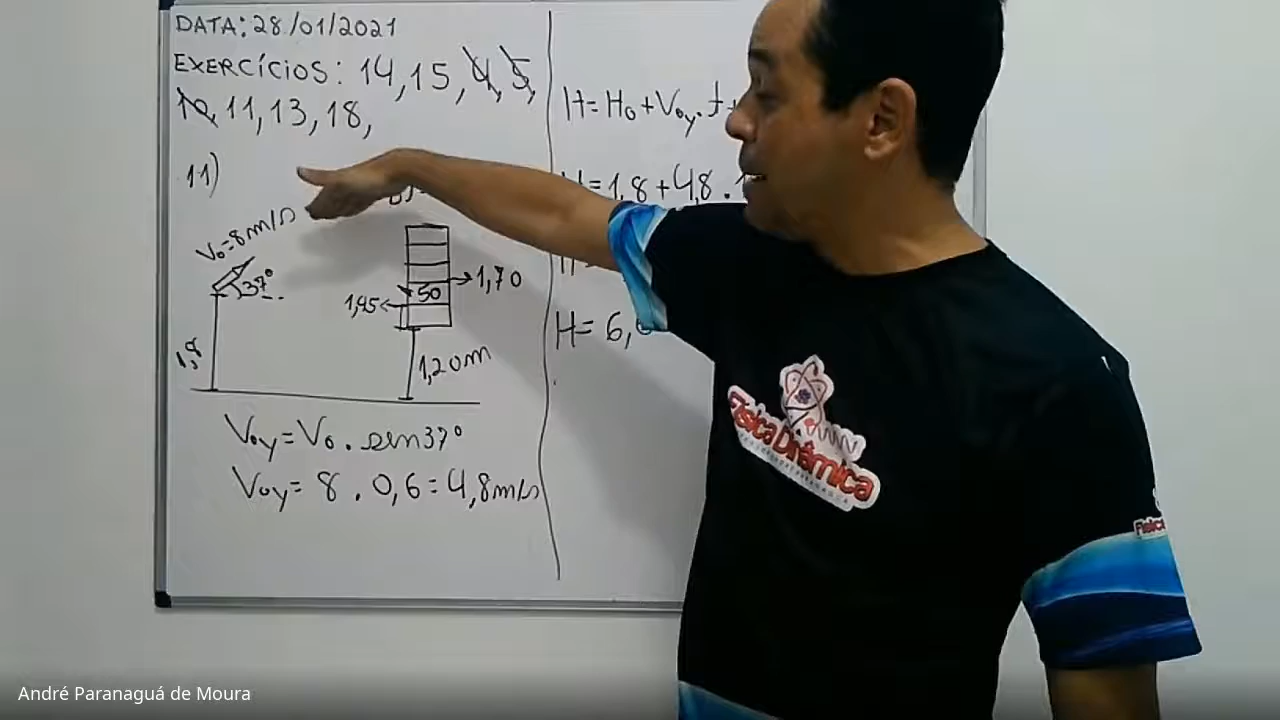 DATA: 28/01/2021
EXERCÍCIOS: 14, 15, 4, 5,
10, 11, 13, 18,
11)
V₀=8m/s
37°
1,8
50
1,70
1,95
1,20m
V₀y=V₀.sen37°
V₀y= 8 . 0,6 = 4,8m/s
H=H₀+V₀y.t+
H=1,8+4,8.
H= 6,
Física Dinâmica
André Paranaguá de Moura